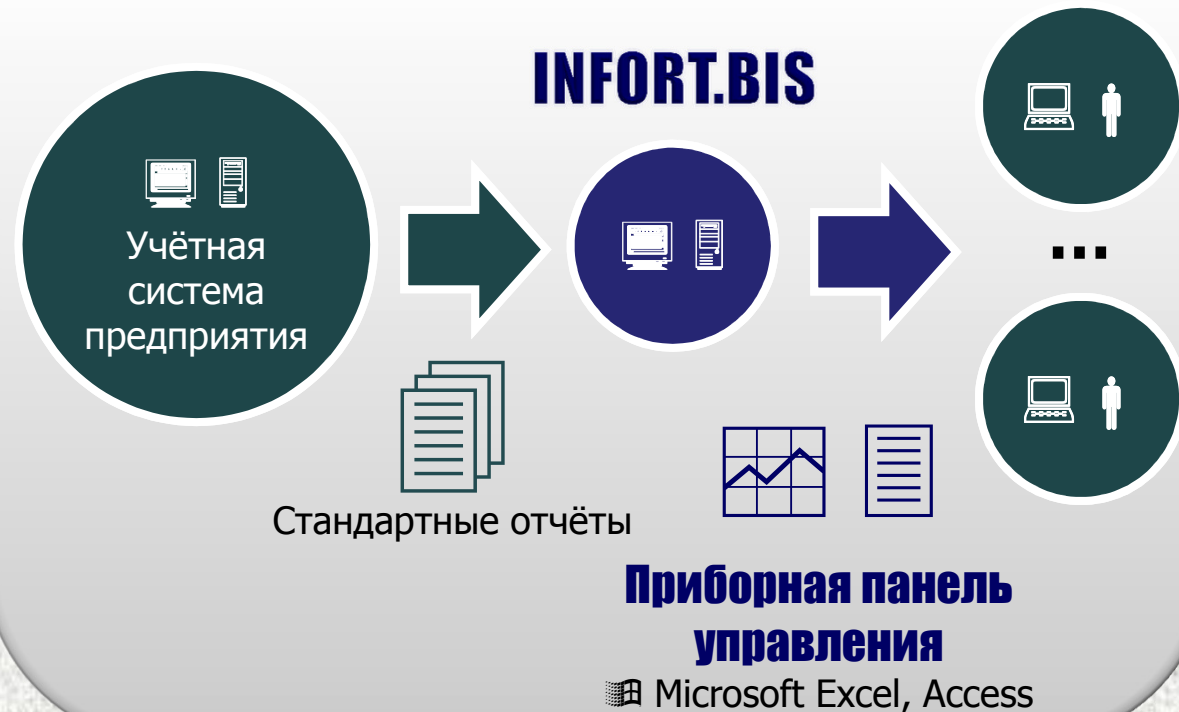 INFORT.BIS
Учётная
система
предприятия
...
Стандартные отчёты
Приборная панель
управления
Microsoft Excel, Access